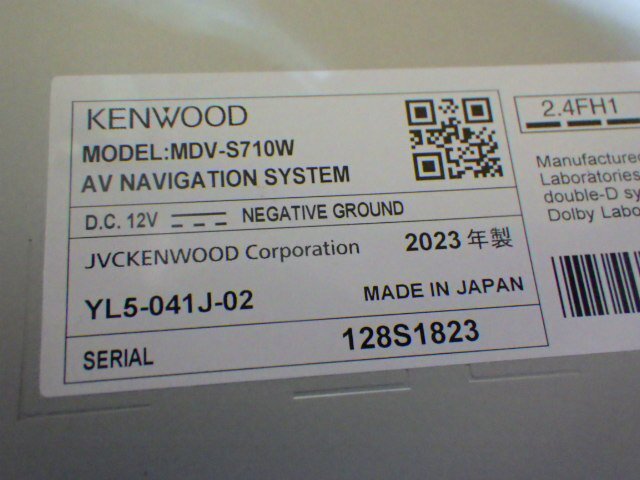 KENWOOD
MODEL:MDV-S710W
AV NAVIGATION SYSTEM
D.C. 12V NEGATIVE GROUND
JVCKENWOOD Corporation 2023 年製
YL5-041J-02 MADE IN JAPAN
SERIAL 128S1823
2.4FH1
Manufactured
Laboratories
double-D sy
Dolby Labo